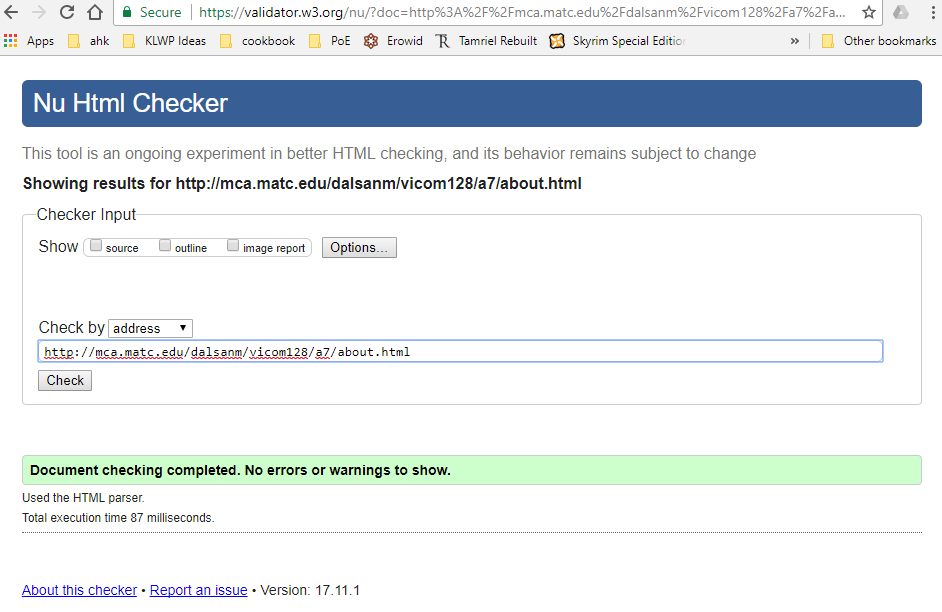 Secure https://validator.w3.org/nu/?doc=http%3A%2F%2Fmca.matc.edu%2Fdalsanm%2Fvicom128%2Fa7%2Fa...
Apps ahk KLWP Ideas cookbook PoE Erowid Tamriel Rebuilt Skyrim Special Edition » Other bookmarks
Nu Html Checker
This tool is an ongoing experiment in better HTML checking, and its behavior remains subject to change
Showing results for http://mca.matc.edu/dalsanm/vicom128/a7/about.html
Checker Input
Show source outline image report Options...
Check by address
http://mca.matc.edu/dalsanm/vicom128/a7/about.html
Check
Document checking completed. No errors or warnings to show.
Used the HTML parser.
Total execution time 87 milliseconds.
About this checker • Report an issue • Version: 17.11.1